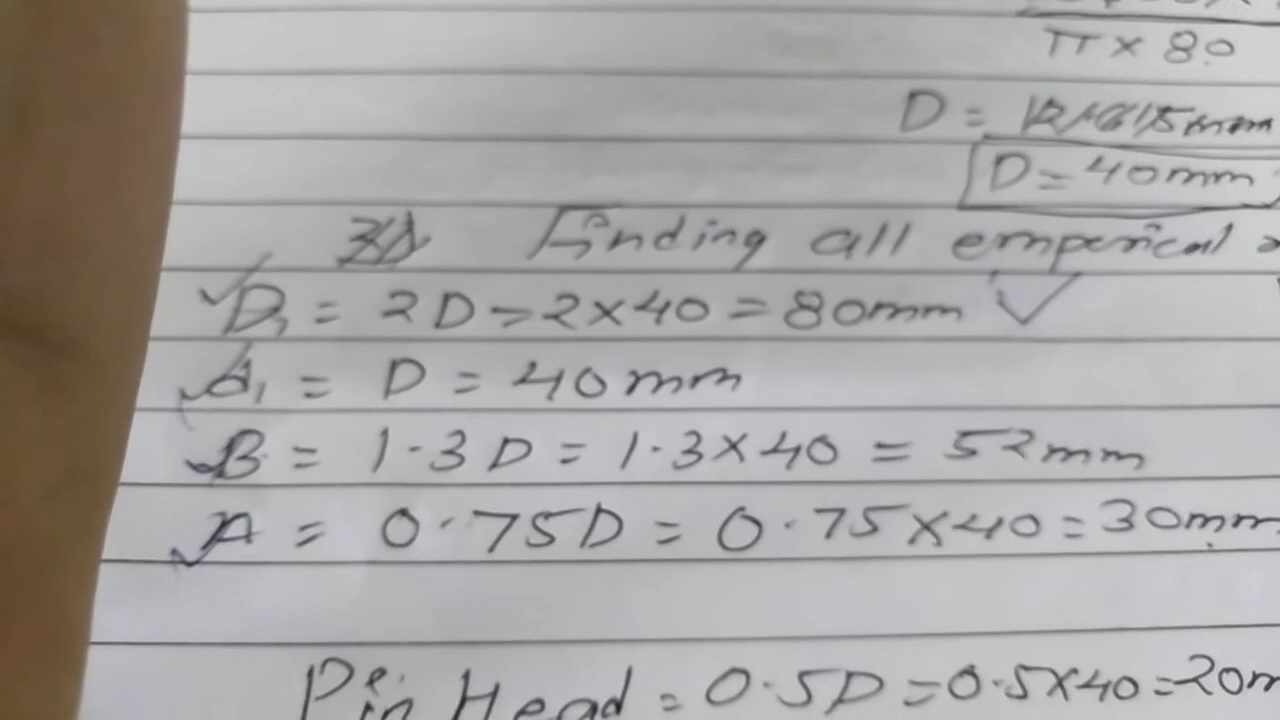 π × 80
D =
D = 40mm
Finding all emperical
D₁ = 2D = 2×40 = 80mm
d₁ = D = 40mm
B = 1.3D = 1.3×40 = 52mm
A = 0.75D = 0.75×40 = 30mm
Pin Head = 0.5D = 0.5×40 = 20m